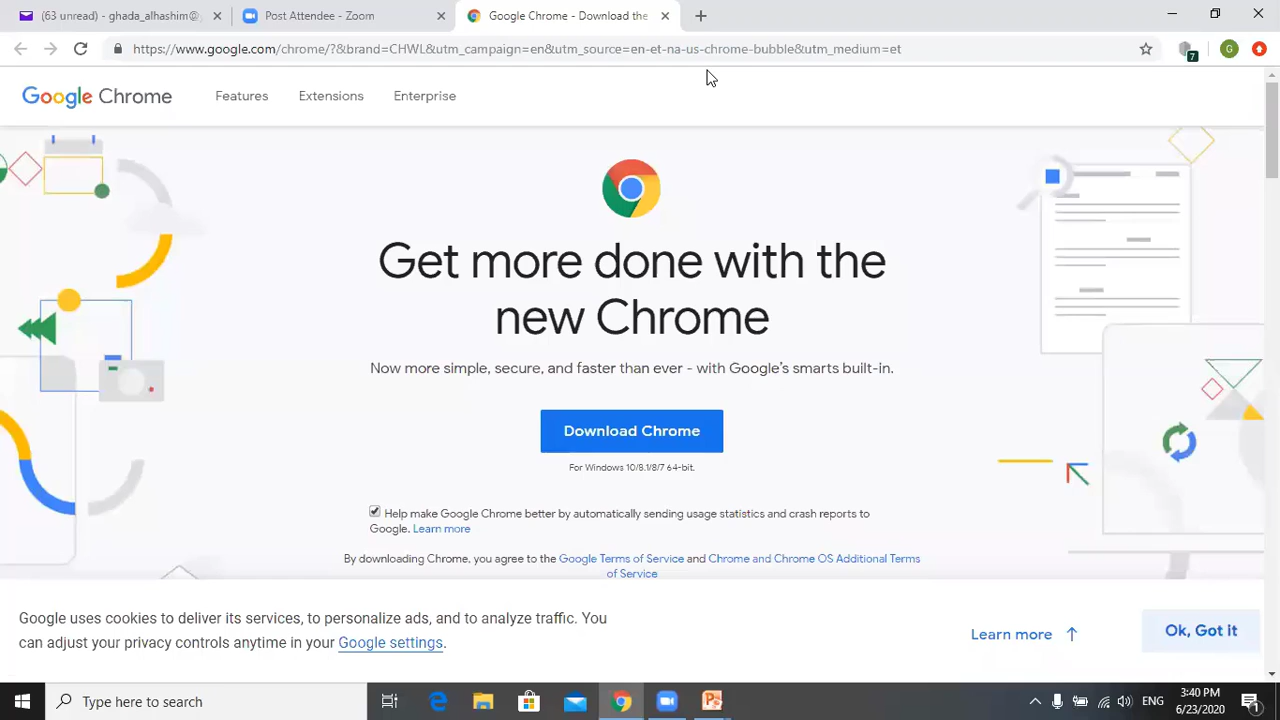 (63 unread) - ghada_alhashim@
Post Attendee - Zoom
Google Chrome - Download the
https://www.google.com/chrome/?&brand=CHWL&utm_campaign=en&utm_source=en-et-na-us-chrome-bubble&utm_medium=et
7
G
Google Chrome
Features
Extensions
Enterprise
Get more done with the
new Chrome
Now more simple, secure, and faster than ever - with Google's smarts built-in.
Download Chrome
For Windows 10/8.1/8/7 64-bit.
Help make Google Chrome better by automatically sending usage statistics and crash reports to
Google. Learn more
By downloading Chrome, you agree to the Google Terms of Service and Chrome and Chrome OS Additional Terms
of Service
Google uses cookies to deliver its services, to personalize ads, and to analyze traffic. You
can adjust your privacy controls anytime in your Google settings.
Learn more
Ok, Got it
Type here to search
ENG
3:40 PM
6/23/2020
1